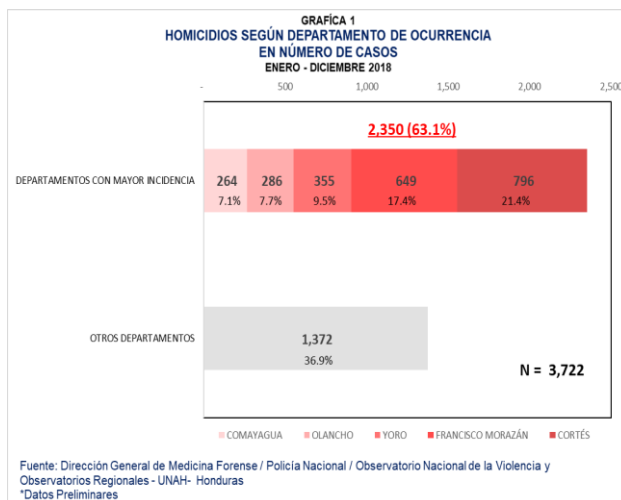 GRAFÍCA 1
HOMICIDIOS SEGÚN DEPARTAMENTO DE OCURRENCIA
EN NÚMERO DE CASOS
ENERO - DICIEMBRE 2018
- 500 1,000 1,500 2,000 2,500
2,350 (63.1%)
DEPARTAMENTOS CON MAYOR INCIDENCIA
264 286 355 649 796
7.1% 7.7% 9.5% 17.4% 21.4%
OTROS DEPARTAMENTOS
1,372
36.9%
N = 3,722
COMAYAGUA OLANCHO YORO FRANCISCO MORAZÁN CORTÉS
Fuente: Dirección General de Medicina Forense / Policía Nacional / Observatorio Nacional de la Violencia y
Observatorios Regionales - UNAH- Honduras
*Datos Preliminares